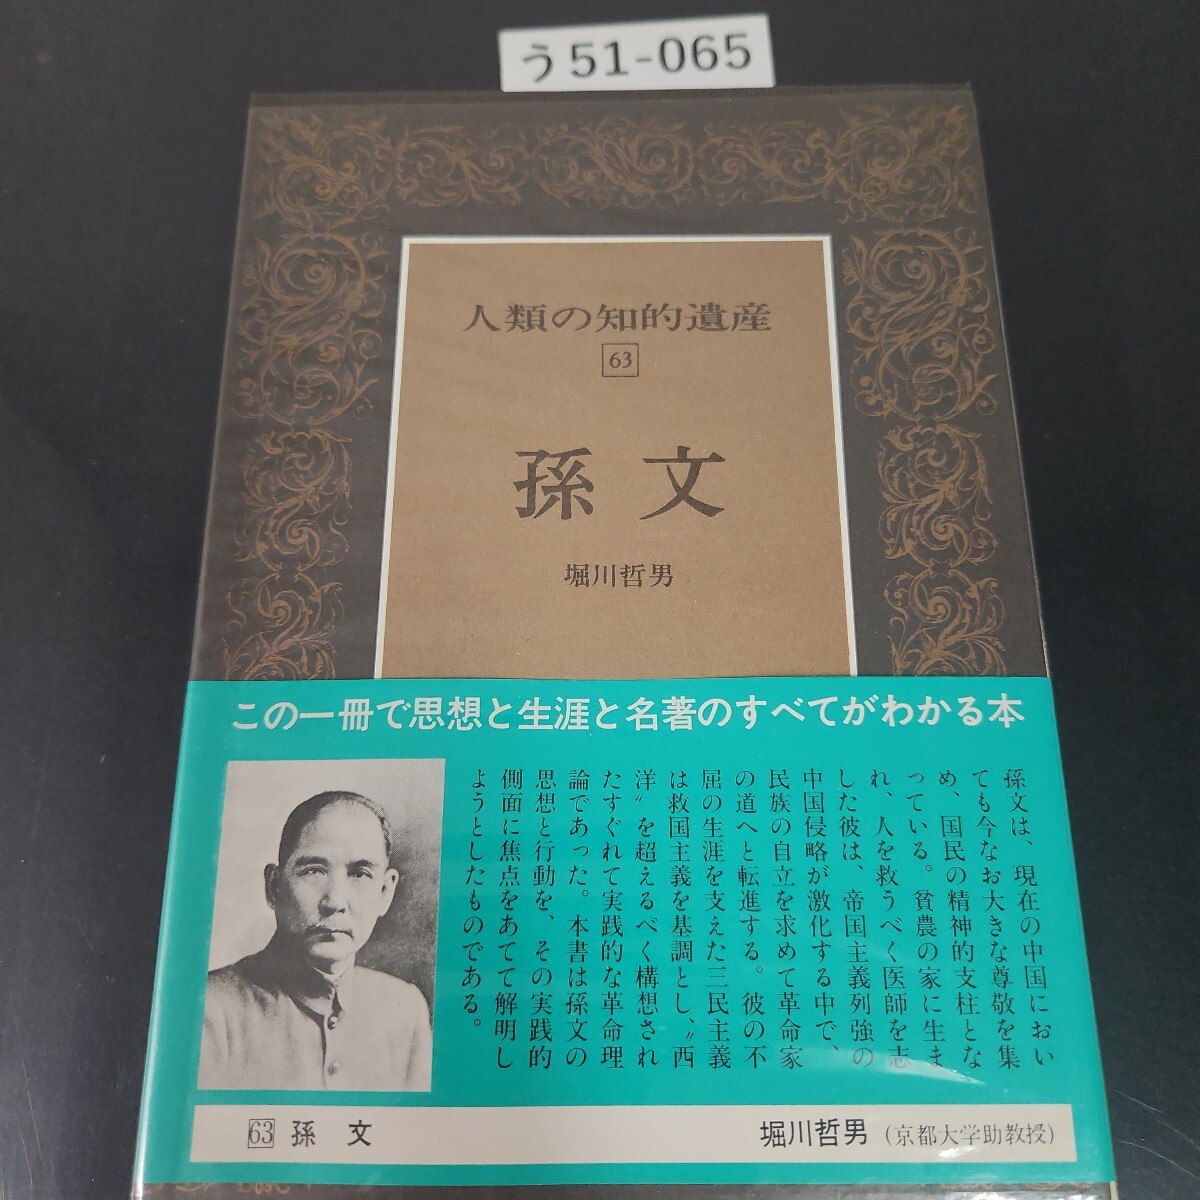 う51-065
人類の知的遺産
63
孫文
堀川哲男
この一冊で思想と生涯と名著のすべてがわかる本
孫文は、現在の中国におい
ても今なお大きな尊敬を集
め、国民の精神的支柱とな
っている。貧農の家に生ま
れ、人を救うべく医師を志
した彼は、帝国主義列強の
中国侵略が激化する中で、
民族の自立を求めて革命家
の道へと転進する。彼の不
屈の生涯を支えた三民主義
は救国主義を基調とし、〝西
洋〟を超えるべく構想され
たすぐれて実践的な革命理
論であった。本書は孫文の
思想と行動を、その実践的
側面に焦点をあてて解明し
ようとしたものである。
63 孫文 堀川哲男(京都大学助教授)